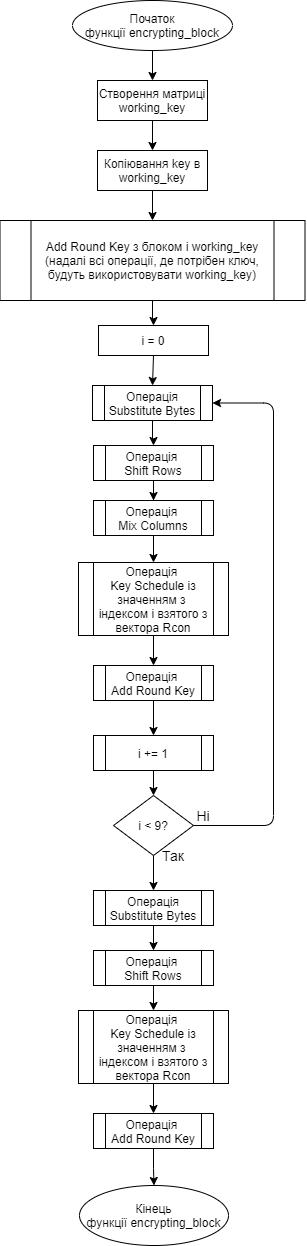 Початок
функції encrypting_block
Створення матриці
working_key
Копіювання key в
working_key
Add Round Key з блоком і working_key
(надалі всі операції, де потрібен ключ,
будуть використовувати working_key)
i = 0
Операція
Substitute Bytes
Операція
Shift Rows
Операція
Mix Columns
Операція
Key Schedule із
значенням з
індексом і взятого з
вектора Rcon
Операція
Add Round Key
i += 1
i < 9?
Ні
Так
Операція
Substitute Bytes
Операція
Shift Rows
Операція
Key Schedule із
значенням з
індексом і взятого з
вектора Rcon
Операція
Add Round Key
Кінець
функції encrypting_block